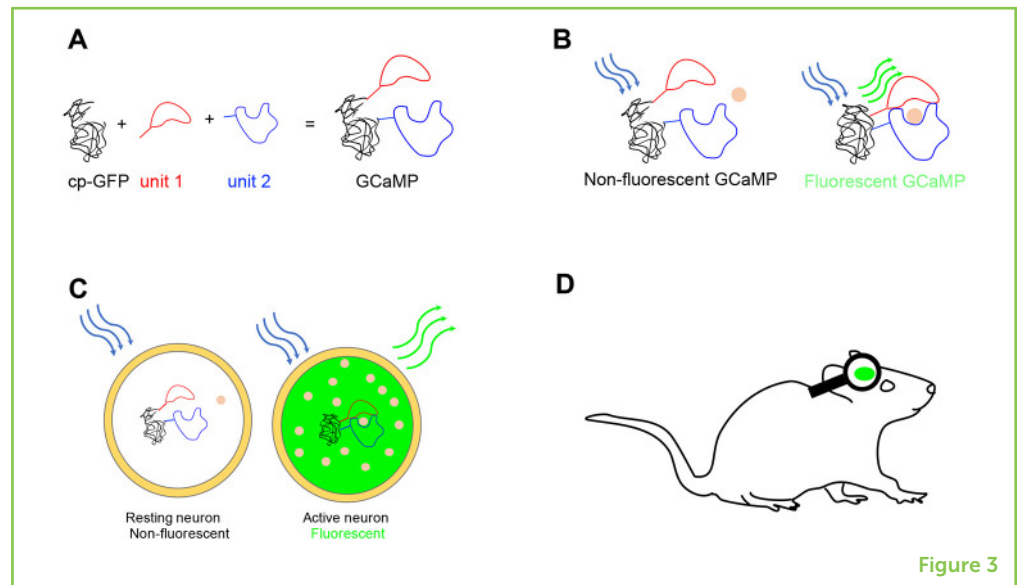 A
cp-GFP + unit 1 + unit 2 = GCaMP
B
Non-fluorescent GCaMP
Fluorescent GCaMP
C
Resting neuron
Non-fluorescent
Active neuron
Fluorescent
D
Figure 3